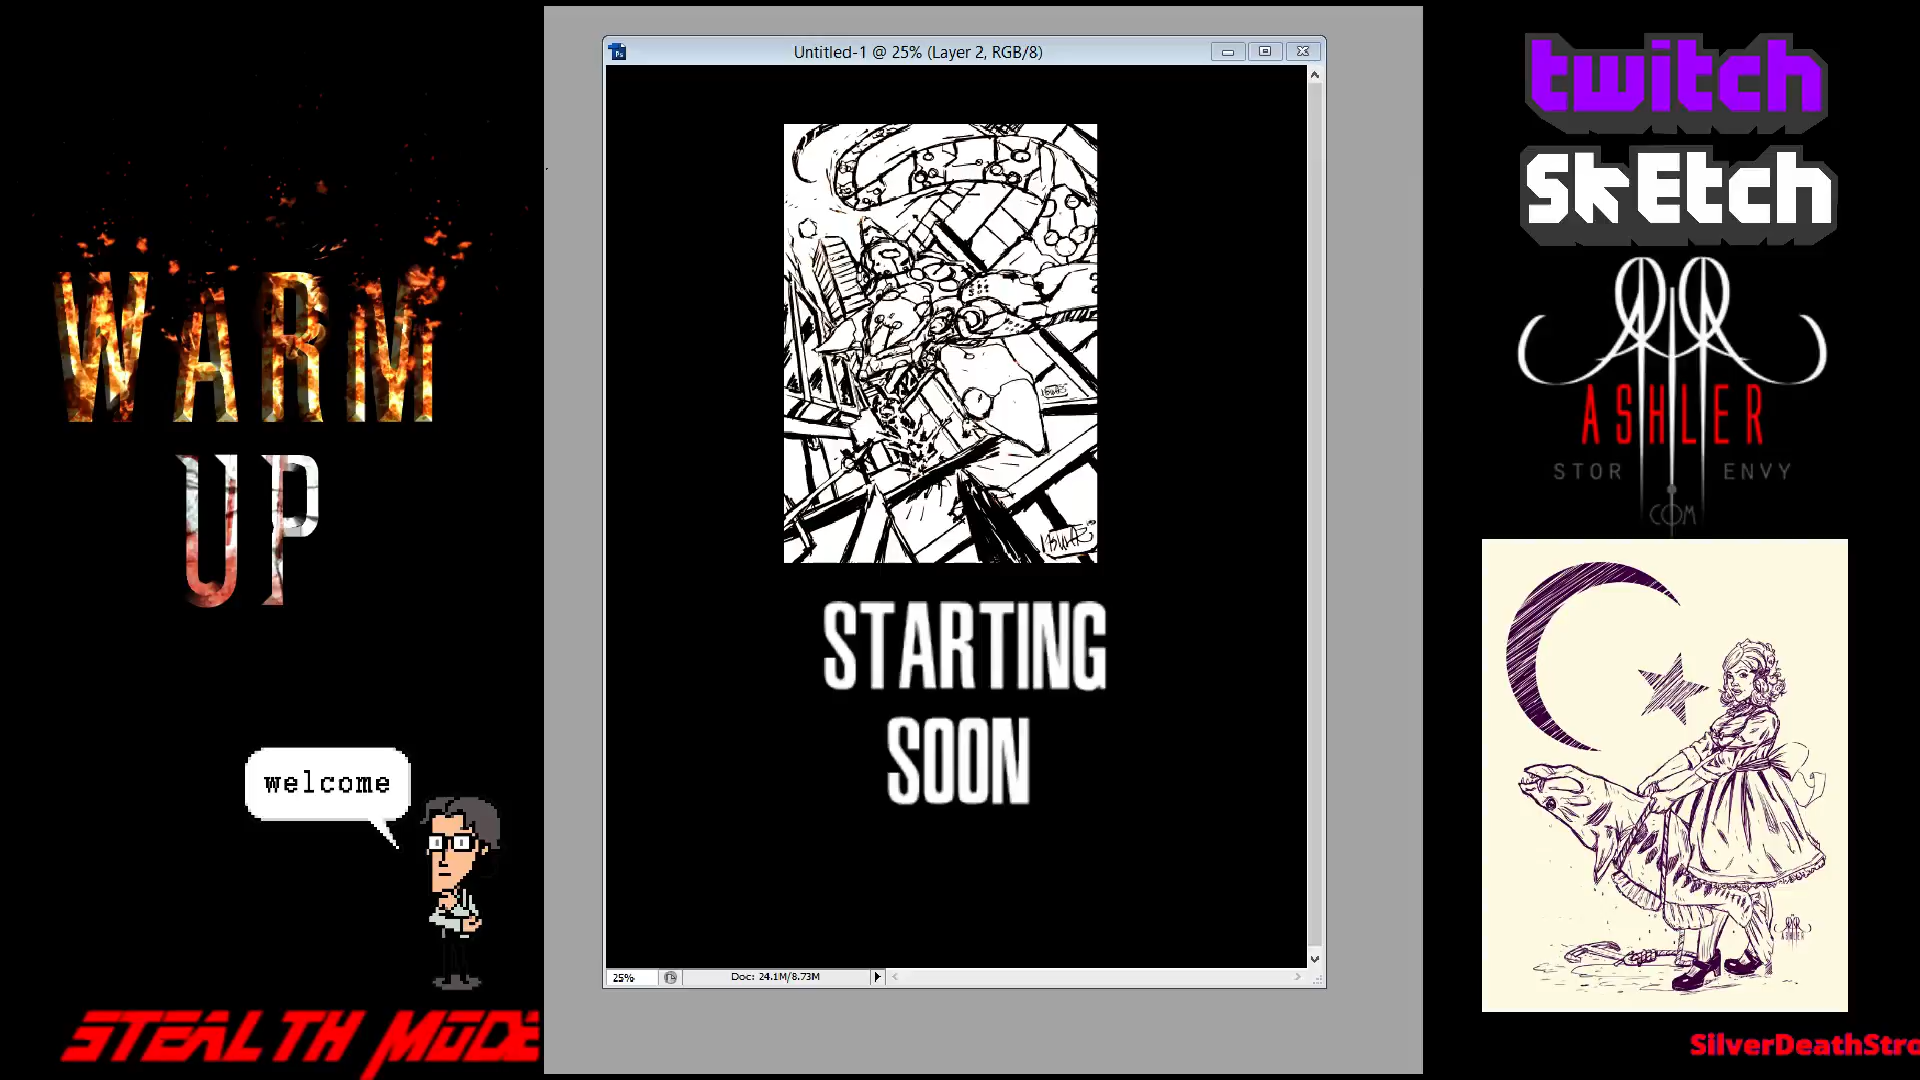 WARM
UP
welcome
STEALTH MODE
Untitled-1 @ 25% (Layer 2, RGB/8)
STARTING
SOON
25%
Doc: 24.1M/8.73M
twitch
SkEtch
ASHLER
STOR ENVY
COM
ASHLER
SilverDeathStro